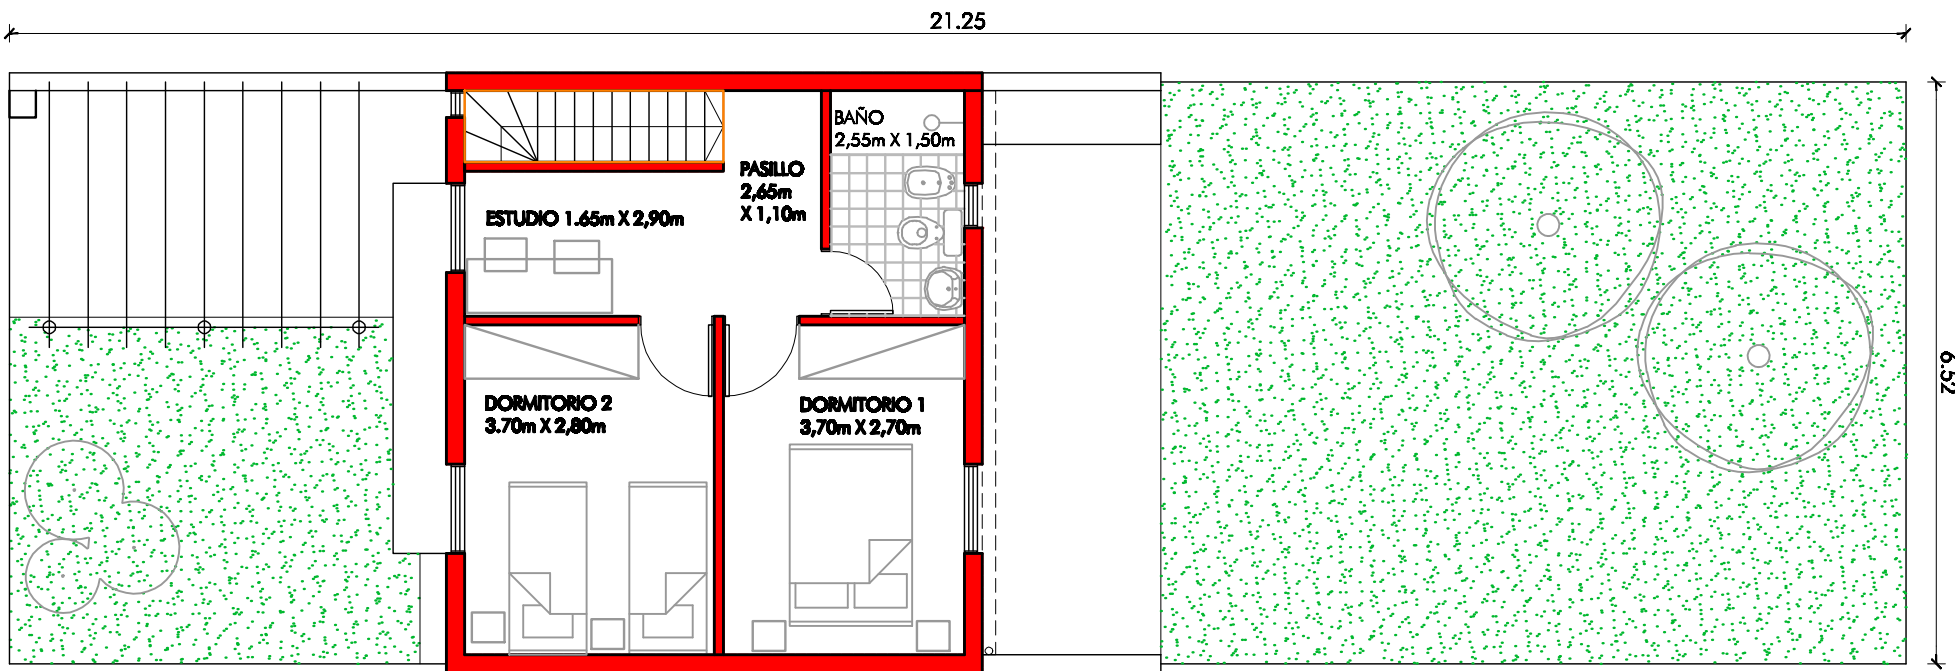 21.25
BAÑO
2,55m X 1,50m
PASILLO
2,65m
X 1,10m
ESTUDIO 1.65m X 2,90m
6.52
DORMITORIO 2
3.70m X 2,80m
DORMITORIO 1
3,70m X 2,70m